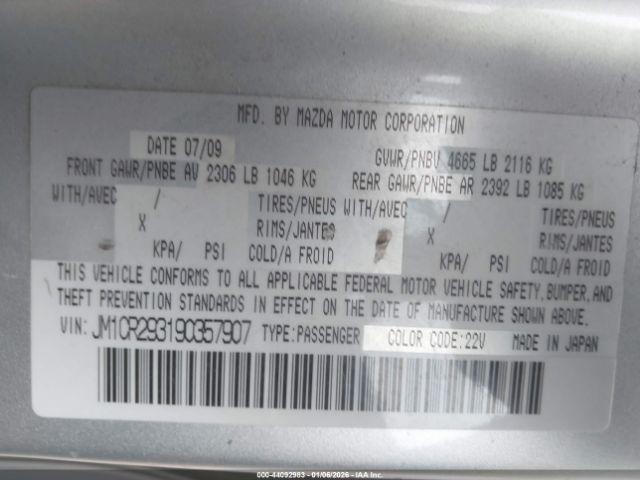 MFD. BY MAZDA MOTOR CORPORATION
DATE 07/09 GVWR/PNBV 4665 LB 2116 KG
FRONT GAWR/PNBE AV 2306 LB 1046 KG REAR GAWR/PNBE AR 2392 LB 1085 KG
WITH/AVEC / TIRES/PNEUS WITH/AVEC / TIRES/PNEUS
X RIMS/JANTES X RIMS/JANTES
KPA/ PSI COLD/A FROID KPA/ PSI COLD/A FROID
THIS VEHICLE CONFORMS TO ALL APPLICABLE FEDERAL MOTOR VEHICLE SAFETY, BUMPER, AND
THEFT PREVENTION STANDARDS IN EFFECT ON THE DATE OF MANUFACTURE SHOWN ABOVE.
VIN: JM1CR293190357907 TYPE:PASSENGER COLOR CODE:22V MADE IN JAPAN
000-44092983 - 01/06/2026 - IAA Inc.